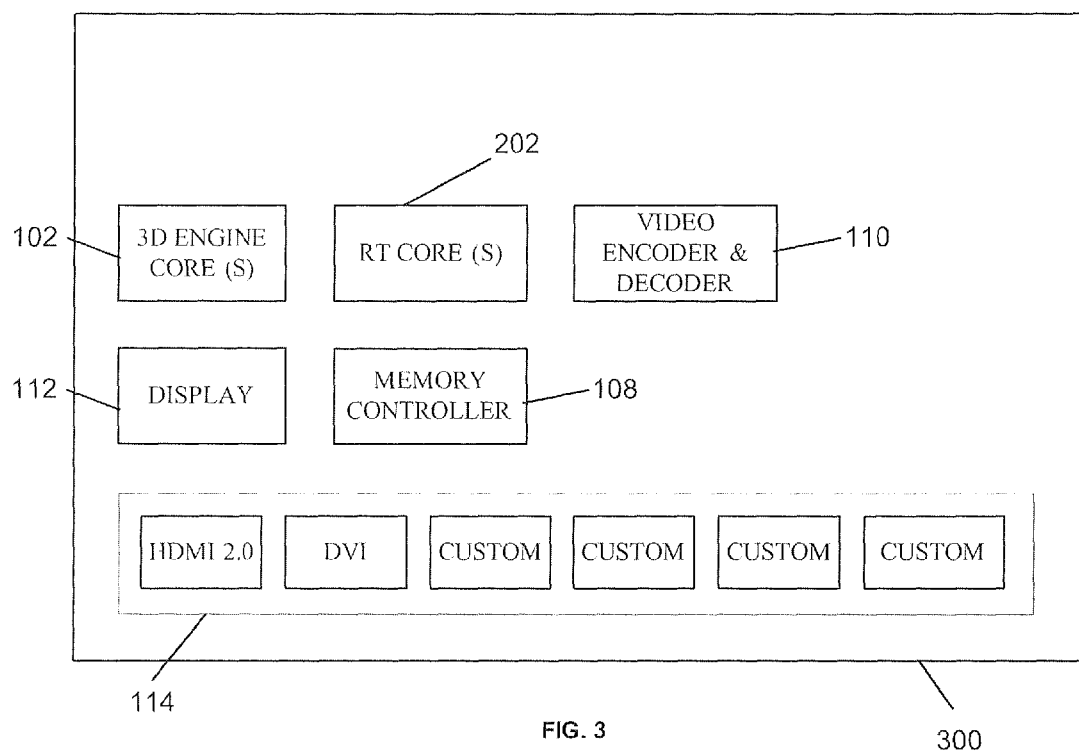 202
102
3D ENGINE
CORE (S)
RT CORE (S)
VIDEO
ENCODER &
DECODER
110
112
DISPLAY
MEMORY
CONTROLLER
108
HDMI 2.0
DVI
CUSTOM
CUSTOM
CUSTOM
CUSTOM
114
FIG. 3
300